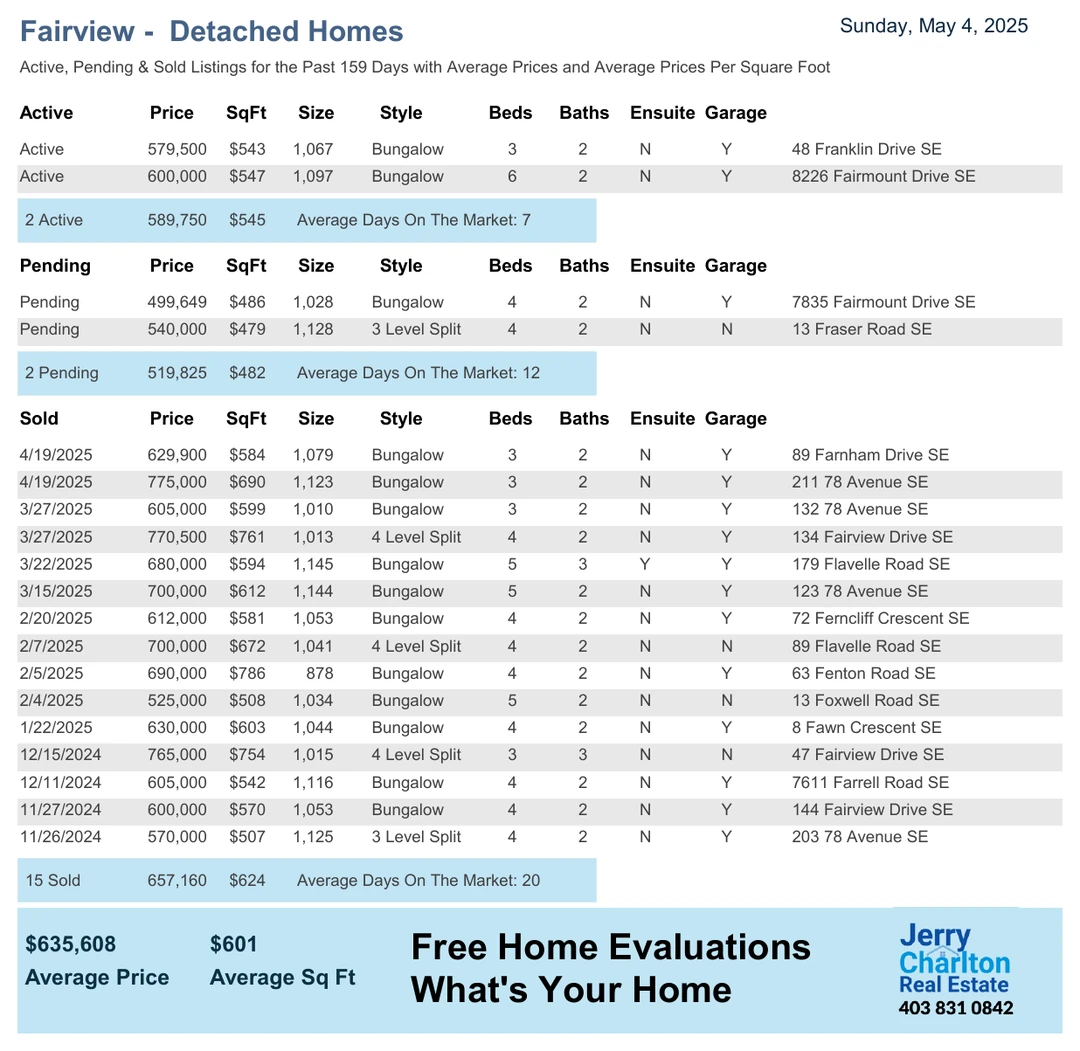 Fairview - Detached Homes
Sunday, May 4, 2025
Active, Pending & Sold Listings for the Past 159 Days with Average Prices and Average Prices Per Square Foot
Active Price SqFt Size Style Beds Baths Ensuite Garage
Active 579,500 $543 1,067 Bungalow 3 2 N Y 48 Franklin Drive SE
Active 600,000 $547 1,097 Bungalow 6 2 N Y 8226 Fairmount Drive SE
2 Active 589,750 $545 Average Days On The Market: 7
Pending Price SqFt Size Style Beds Baths Ensuite Garage
Pending 499,649 $486 1,028 Bungalow 4 2 N Y 7835 Fairmount Drive SE
Pending 540,000 $479 1,128 3 Level Split 4 2 N N 13 Fraser Road SE
2 Pending 519,825 $482 Average Days On The Market: 12
Sold Price SqFt Size Style Beds Baths Ensuite Garage
4/19/2025 629,900 $584 1,079 Bungalow 3 2 N Y 89 Farnham Drive SE
4/19/2025 775,000 $690 1,123 Bungalow 3 2 N Y 211 78 Avenue SE
3/27/2025 605,000 $599 1,010 Bungalow 3 2 N Y 132 78 Avenue SE
3/27/2025 770,500 $761 1,013 4 Level Split 4 2 N Y 134 Fairview Drive SE
3/22/2025 680,000 $594 1,145 Bungalow 5 3 Y Y 179 Flavelle Road SE
3/15/2025 700,000 $612 1,144 Bungalow 5 2 N Y 123 78 Avenue SE
2/20/2025 612,000 $581 1,053 Bungalow 4 2 N Y 72 Ferncliff Crescent SE
2/7/2025 700,000 $672 1,041 4 Level Split 4 2 N N 89 Flavelle Road SE
2/5/2025 690,000 $786 878 Bungalow 4 2 N Y 63 Fenton Road SE
2/4/2025 525,000 $508 1,034 Bungalow 5 2 N N 13 Foxwell Road SE
1/22/2025 630,000 $603 1,044 Bungalow 4 2 N Y 8 Fawn Crescent SE
12/15/2024 765,000 $754 1,015 4 Level Split 3 3 N N 47 Fairview Drive SE
12/11/2024 605,000 $542 1,116 Bungalow 4 2 N Y 7611 Farrell Road SE
11/27/2024 600,000 $570 1,053 Bungalow 4 2 N Y 144 Fairview Drive SE
11/26/2024 570,000 $507 1,125 3 Level Split 4 2 N Y 203 78 Avenue SE
15 Sold 657,160 $624 Average Days On The Market: 20
$635,608 $601
Average Price Average Sq Ft
Free Home Evaluations
What's Your Home
Jerry
Charlton
Real Estate
403 831 0842